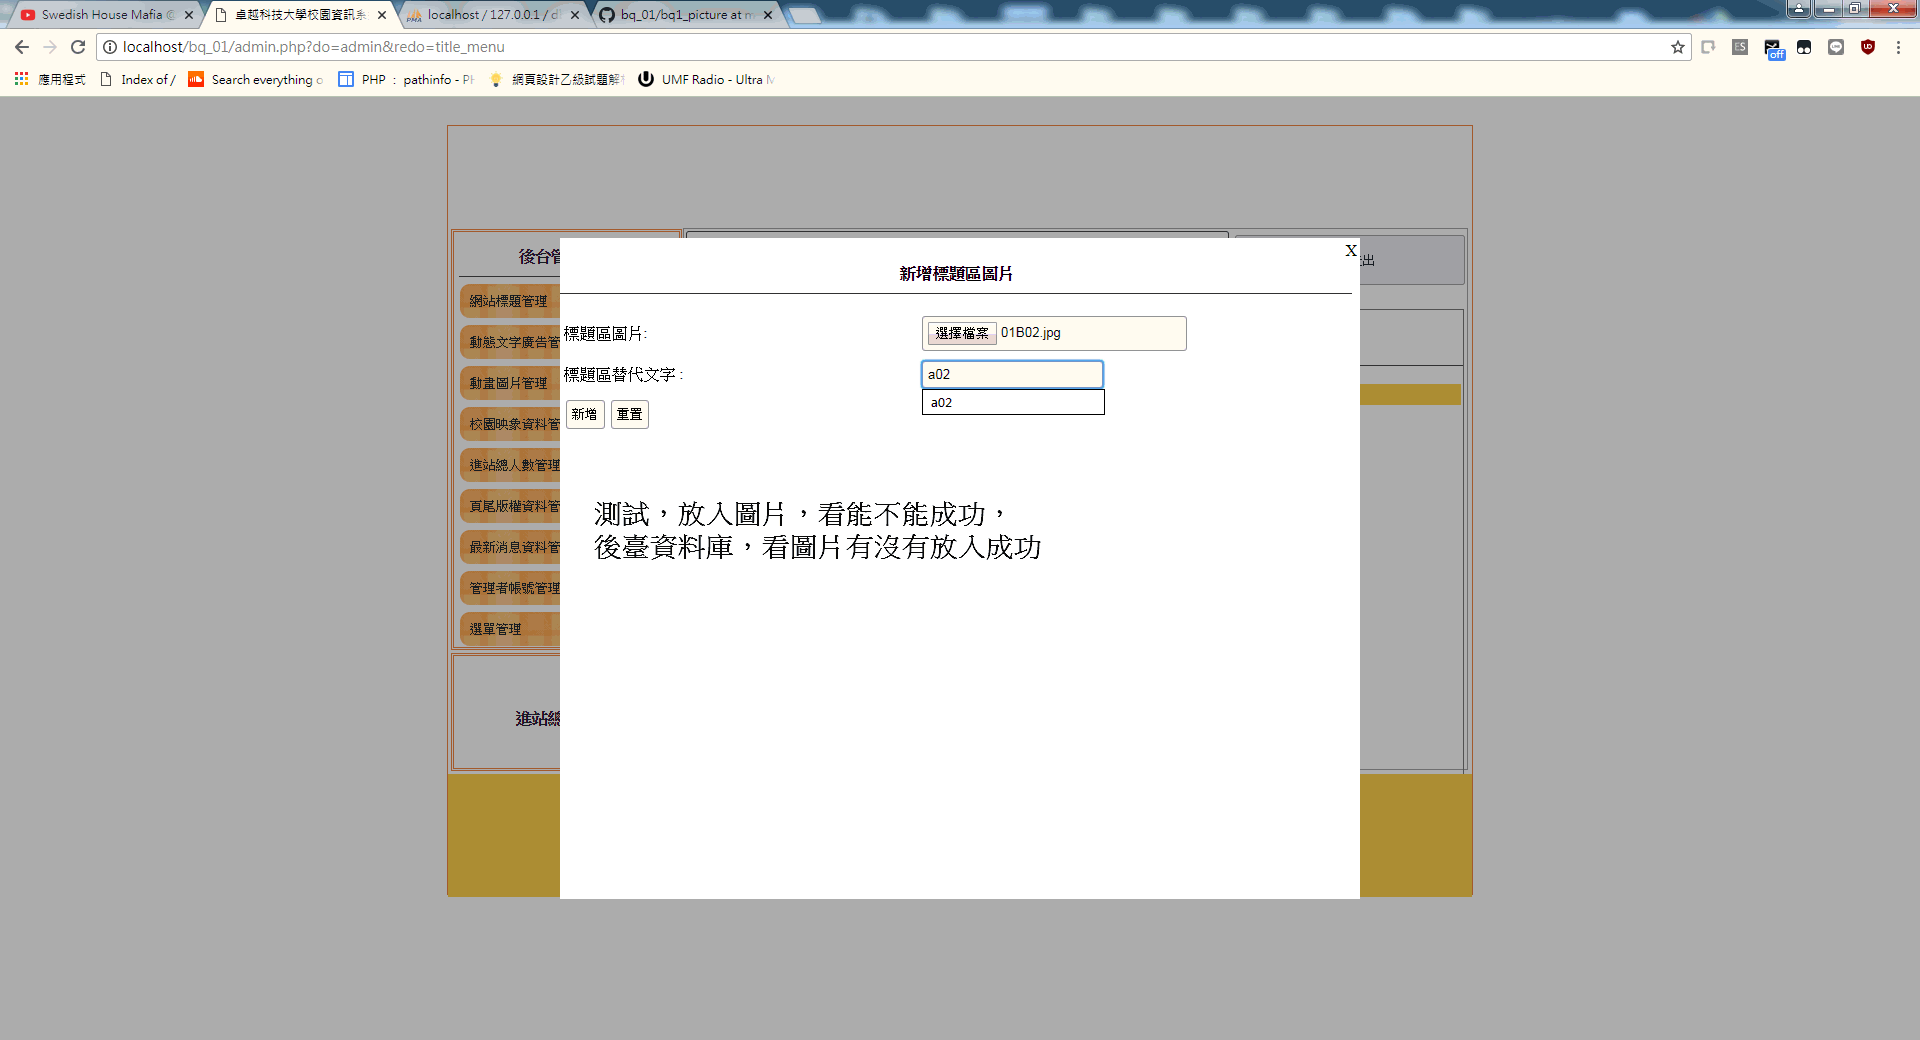 Swedish House Mafia
卓越科技大學校園資訊系
localhost / 127.0.0.1 / d
bq_01/bq1_picture at m
localhost/bq_01/admin.php?do=admin&redo=title_menu
ES
off
應用程式
Index of /
Search everything
PHP : pathinfo - PH
網頁設計乙級試題解
UMF Radio - Ultra M
後台管
網站標題管理
動態文字廣告管
動畫圖片管理
校園映象資料管
進站總人數管理
頁尾版權資料管
最新消息資料管
管理者帳號管理
選單管理
進站總
出
X
新增標題區圖片
標題區圖片:
選擇檔案 01B02.jpg
標題區替代文字 :
a02
a02
新增 重置
測試，放入圖片，看能不能成功，
後臺資料庫，看圖片有沒有放入成功